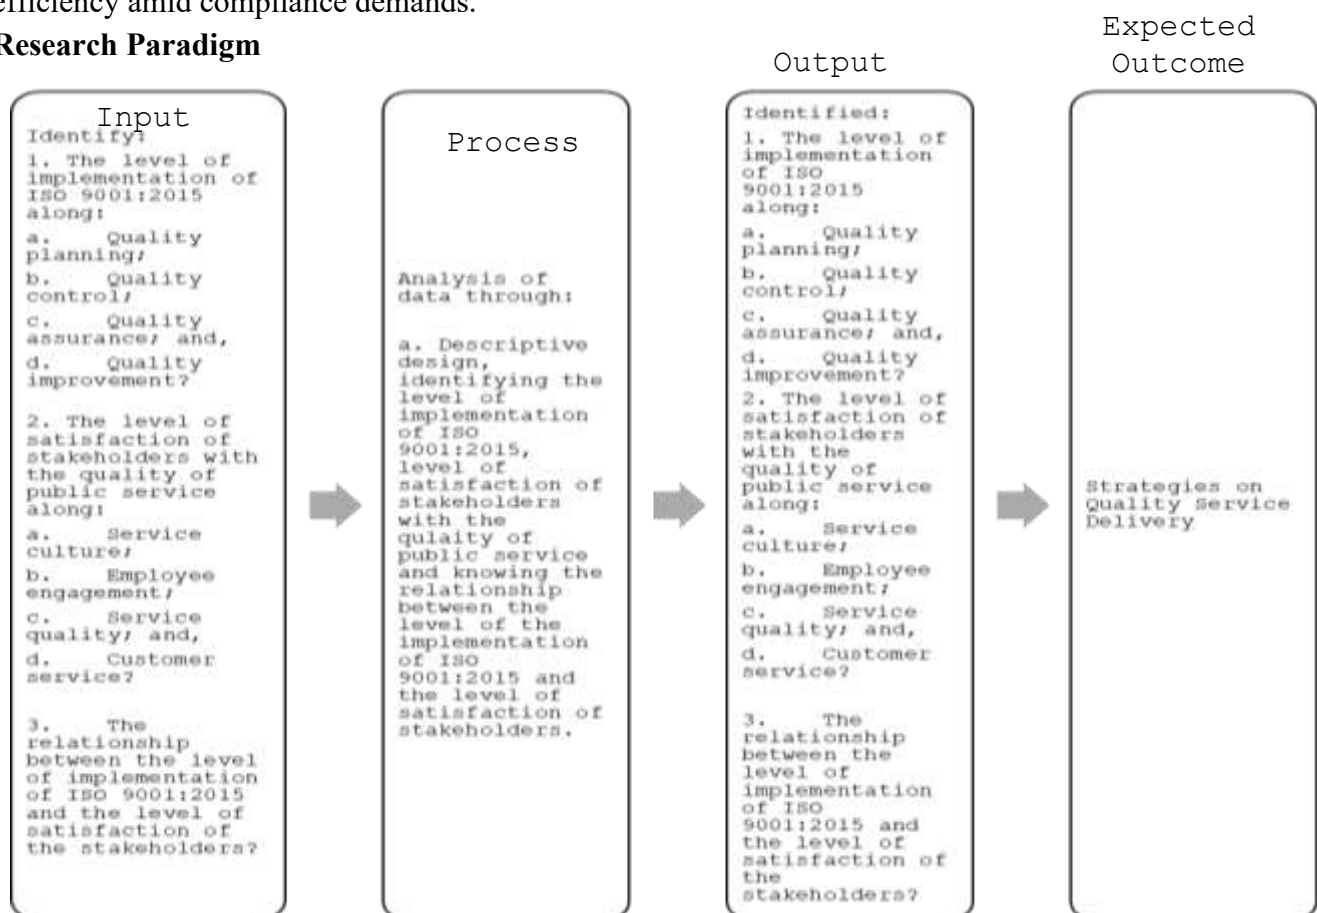 efficiency amid compliance demands.
Research Paradigm
Input
Identify:
1. The level of
implementation of
ISO 9001:2015
along:
a. Quality
planning;
b. Quality
control;
c. Quality
assurance; and,
d. Quality
improvement?
2. The level of
satisfaction of
stakeholders with
the quality of
public service
along:
a. Service
culture;
b. Employee
engagement;
c. Service
quality; and,
d. Customer
service?
3. The
relationship
between the level
of implementation
of ISO 9001:2015
and the level of
satisfaction of
the stakeholders?
Process
Analysis of
data through:
a. Descriptive
design,
identifying the
level of
implementation
of ISO
9001:2015,
level of
satisfaction of
stakeholders
with the
qulaity of
public service
and knowing the
relationship
between the
level of the
implementation
of ISO
9001:2015 and
the level of
satisfaction of
stakeholders.
Output
Identified:
1. The level of
implementation
of ISO
9001:2015
along:
a. Quality
planning;
b. Quality
control;
c. Quality
assurance; and,
d. Quality
improvement?
2. The level of
satisfaction of
stakeholders
with the
quality of
public service
along:
a. Service
culture;
b. Employee
engagement;
c. Service
quality; and,
d. Customer
service?
3. The
relationship
between the
level of
implementation
of ISO
9001:2015 and
the level of
satisfaction of
the
stakeholders?
Expected
Outcome
Strategies on
Quality Service
Delivery